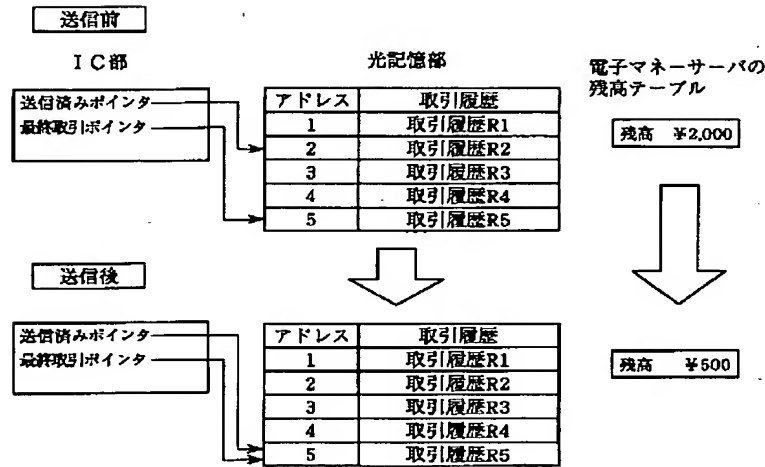 送信前
IC部
光記憶部
電子マネーサーバの
残高テーブル
送信済みポインタ
最終取引ポインタ
アドレス 取引履歴
1 取引履歴R1
2 取引履歴R2
3 取引履歴R3
4 取引履歴R4
5 取引履歴R5
残高 ¥2,000
送信後
送信済みポインタ
最終取引ポインタ
アドレス 取引履歴
1 取引履歴R1
2 取引履歴R2
3 取引履歴R3
4 取引履歴R4
5 取引履歴R5
残高 ¥500